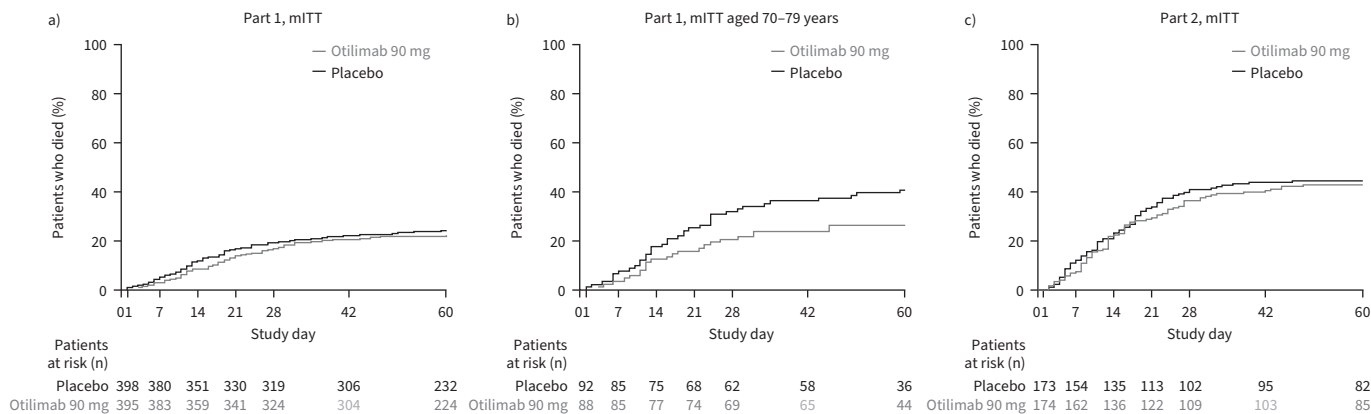 a) Part 1, mITT
100
80
60
40
20
0
Patients who died (%)
Otilimab 90 mg
Placebo
0 1 7 14 21 28 42 60
Study day
Patients
at risk (n)
Placebo 398 380 351 330 319 306 232
Otilimab 90 mg 395 383 359 341 324 304 224
b) Part 1, mITT aged 70–79 years
100
80
60
40
20
0
Patients who died (%)
Otilimab 90 mg
Placebo
0 1 7 14 21 28 42 60
Study day
Patients
at risk (n)
Placebo 92 85 75 68 62 58 36
Otilimab 90 mg 88 85 77 74 69 65 44
c) Part 2, mITT
100
80
60
40
20
0
Patients who died (%)
Otilimab 90 mg
Placebo
0 1 7 14 21 28 42 60
Study day
Patients
at risk (n)
Placebo 173 154 135 113 102 95 82
Otilimab 90 mg 174 162 136 122 109 103 85